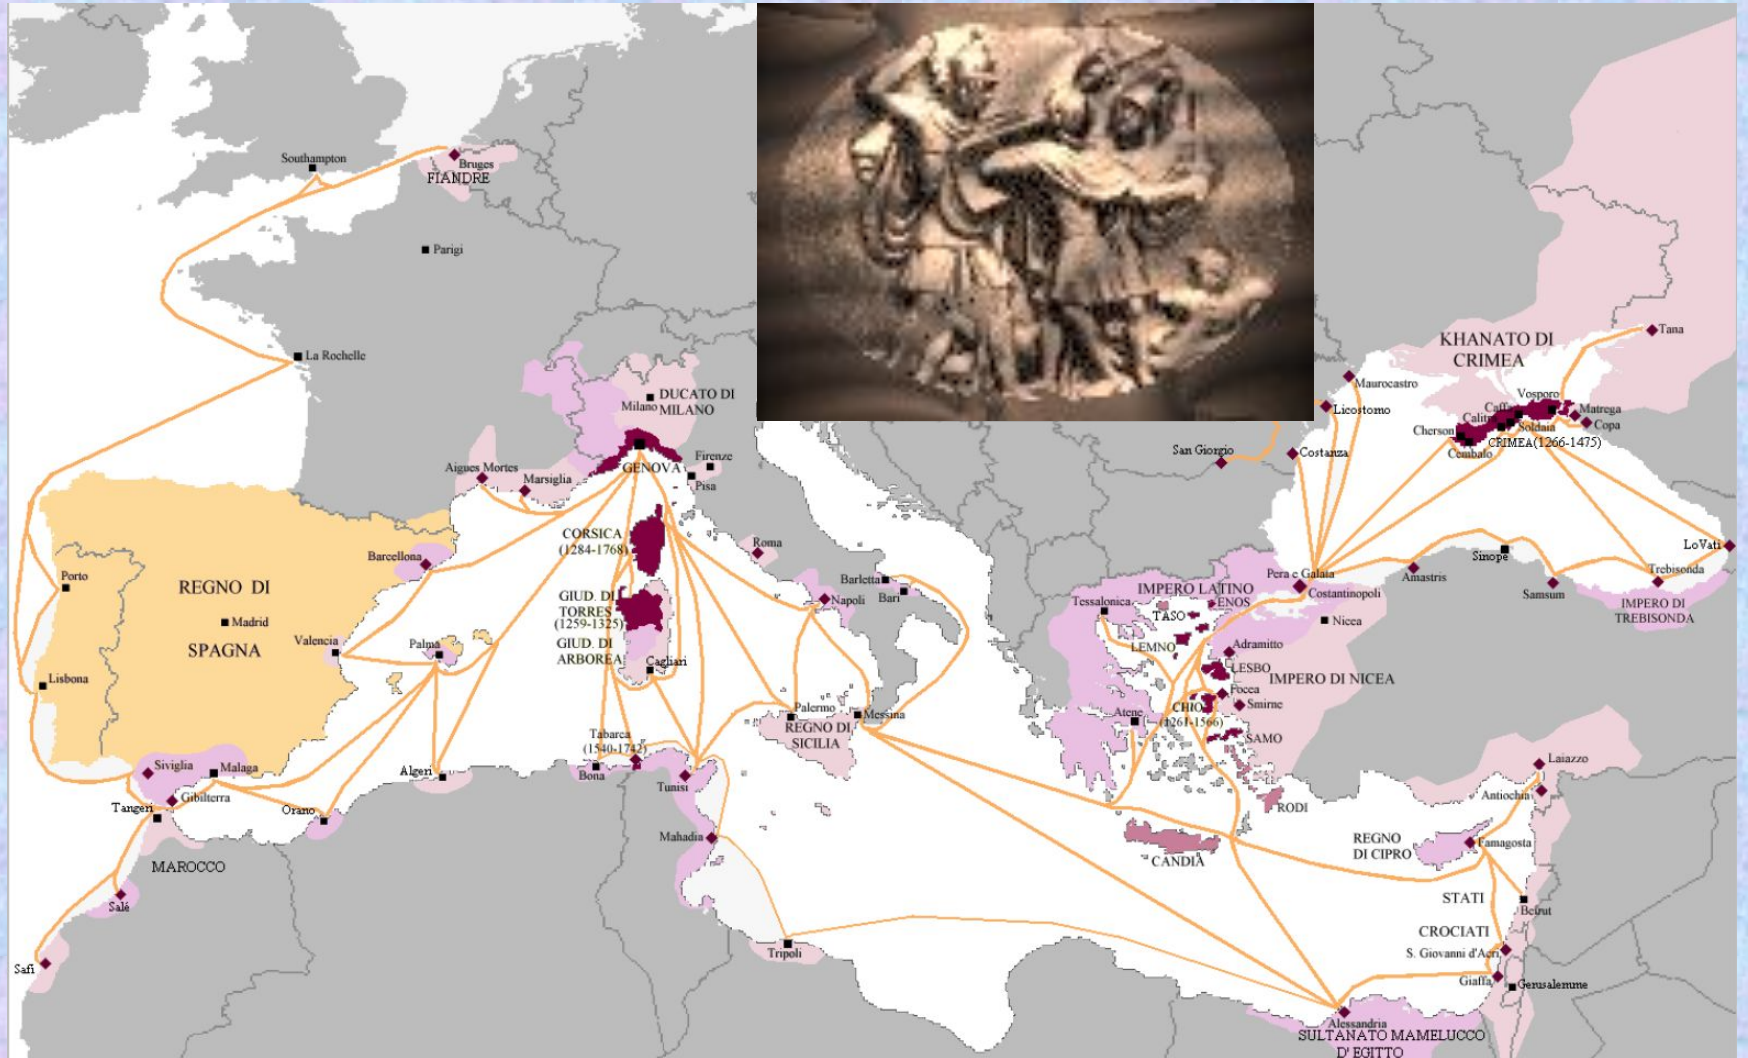 Southampton
Bruges
FIANDRE
Parigi
La Rochelle
KHANATO DI
CRIMEA
Tana
Maurocastro
Licostomo
Vosporo
Caffa
Matrega
Copa
Soldaia
Cherson
CRIMEA(1266-1475)
Cembalo
DUCATO DI
MILANO
Milano
GENOVA
Firenze
Pisa
San Giorgio
Costanza
Aigues Mortes
Marsiglia
CORSICA
(1284-1768)
Roma
Barcellona
Porto
REGNO DI
SPAGNA
Madrid
Valencia
Palma
Lisbona
GIUD. DI
TORRES
(1259-1325)
GIUD. DI
ARBOREA
Cagliari
Napoli
Barletta
Bari
Sinope
LoVati
Trebisonda
Amastris
Samsum
IMPERO DI
TREBISONDA
Pera e Galata
Costantinopoli
IMPERO LATINO
ENOS
Tessalonica
TASO
LEMNO
Nicea
Adramitto
LESBO
IMPERO DI NICEA
Focea
CHIO
(1261-1566)
Smirne
SAMO
Atene
Palermo
Messina
REGNO DI
SICILIA
Tabarca
(1540-1742)
Bona
Tunisi
Algeri
Siviglia
Malaga
Gibilterra
Tangeri
Orano
MAROCCO
Salé
Safi
Mahadia
Tripoli
RODI
CANDIA
Laiazzo
Antiochia
REGNO
DI CIPRO
Famagosta
STATI
CROCIATI
Beirut
S. Giovanni d'Acri
Giaffa
Gerusalemme
Alessandria
SULTANATO MAMELUCCO
D'EGITTO